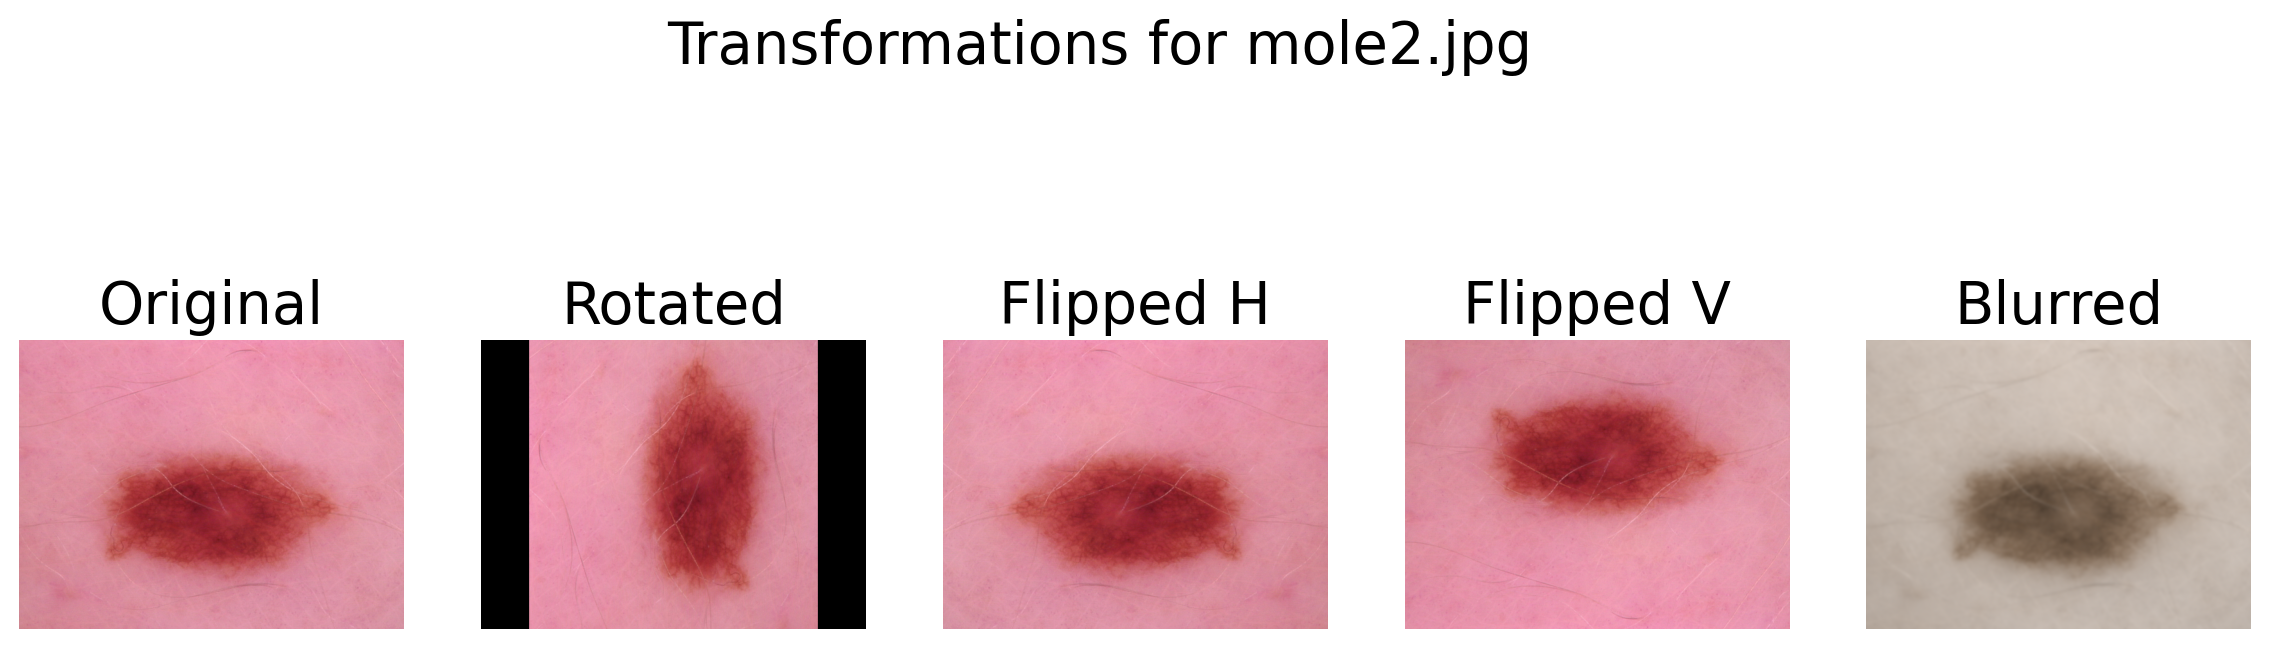 Transformations for mole2.jpg
Original
Rotated
Flipped H
Flipped V
Blurred